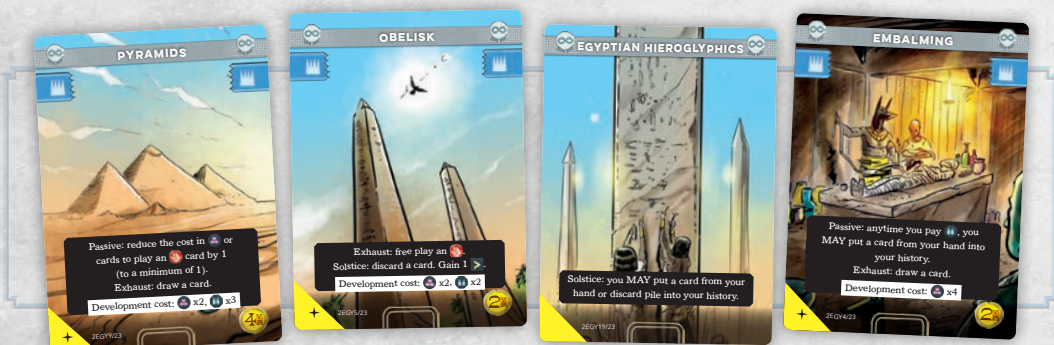 PYRAMIDS
Passive: reduce the cost in or
cards to play an card by 1
(to a minimum of 1).
Exhaust: draw a card.
Development cost: x2, x3
4
2EGY9/23
OBELISK
Exhaust: free play an .
Solstice: discard a card. Gain 1 .
Development cost: x2, x2
2
2EGY5/23
EGYPTIAN HIEROGLYPHICS
Solstice: you MAY put a card from your
hand or discard pile into your history.
2EGY19/23
EMBALMING
Passive: anytime you pay , you
MAY put a card from your hand into
your history.
Exhaust: draw a card.
Development cost: x4
2
2EGY4/23